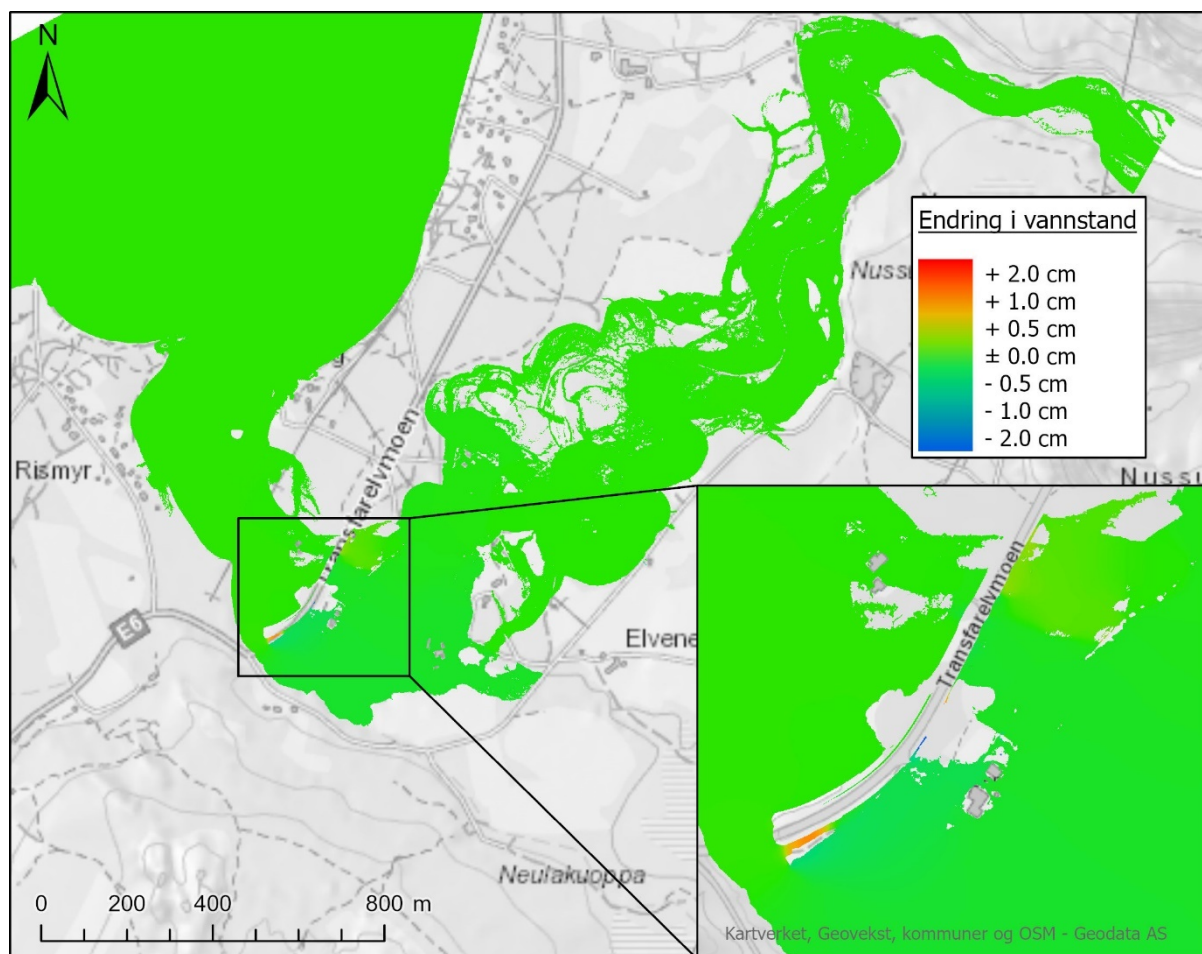 N
Endring i vannstand
+ 2.0 cm
+ 1.0 cm
+ 0.5 cm
± 0.0 cm
- 0.5 cm
- 1.0 cm
- 2.0 cm
Rismyr
Transfarelvmoen
E6
Elvene
Transfarelvmoen
Neulakuoppa
0 200 400 800 m
Kartverket, Geovekst, kommuner og OSM - Geodata AS